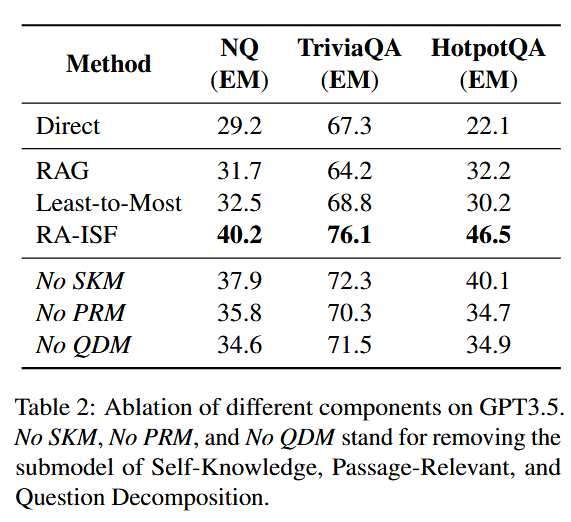 Method NQ (EM) TriviaQA (EM) HotpotQA (EM)
Direct 29.2 67.3 22.1
RAG 31.7 64.2 32.2
Least-to-Most 32.5 68.8 30.2
RA-ISF 40.2 76.1 46.5
No SKM 37.9 72.3 40.1
No PRM 35.8 70.3 34.7
No QDM 34.6 71.5 34.9
Table 2: Ablation of different components on GPT3.5.
No SKM, No PRM, and No QDM stand for removing the
submodel of Self-Knowledge, Passage-Relevant, and
Question Decomposition.